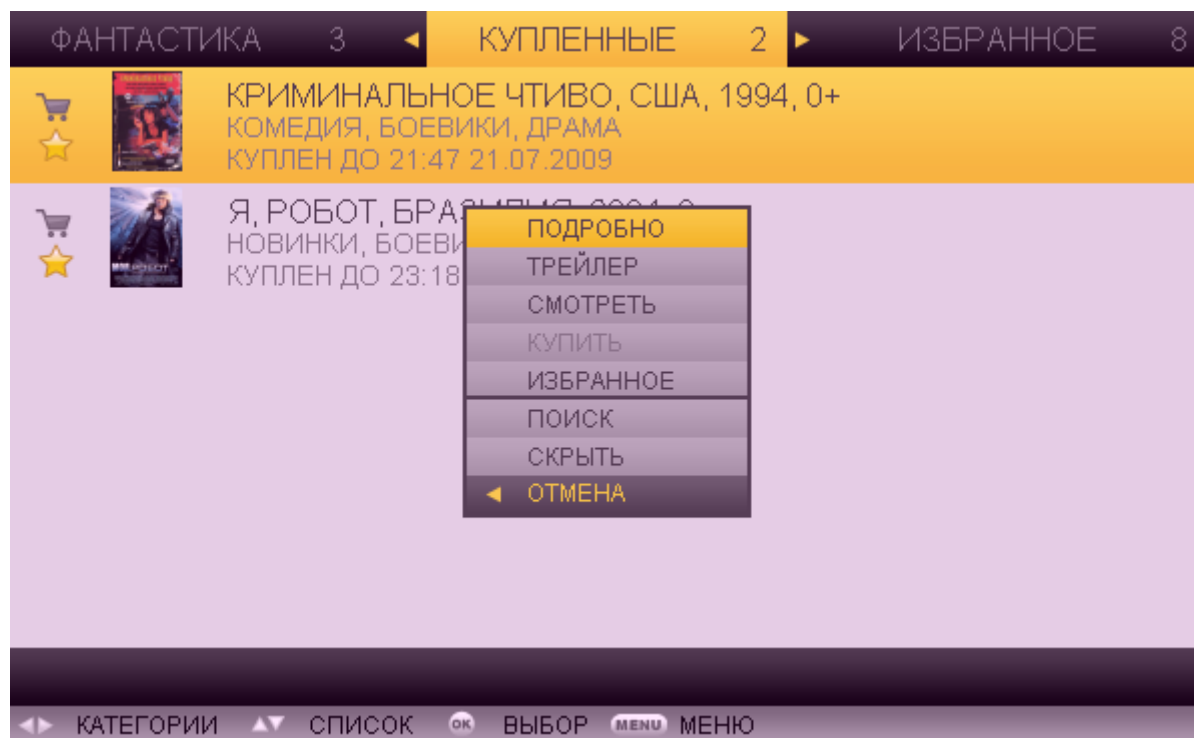 ФАНТАСТИКА 3 КУПЛЕННЫЕ 2 ИЗБРАННОЕ 8
КРИМИНАЛЬНОЕ ЧТИВО, США, 1994, 0+
КОМЕДИЯ, БОЕВИКИ, ДРАМА
КУПЛЕН ДО 21:47 21.07.2009
Я, РОБОТ,
НОВИНКИ,
КУПЛЕН ДО 23:18
ПОДРОБНО
ТРЕЙЛЕР
СМОТРЕТЬ
КУПИТЬ
ИЗБРАННОЕ
ПОИСК
СКРЫТЬ
ОТМЕНА
КАТЕГОРИИ СПИСОК OK ВЫБОР MENU МЕНЮ